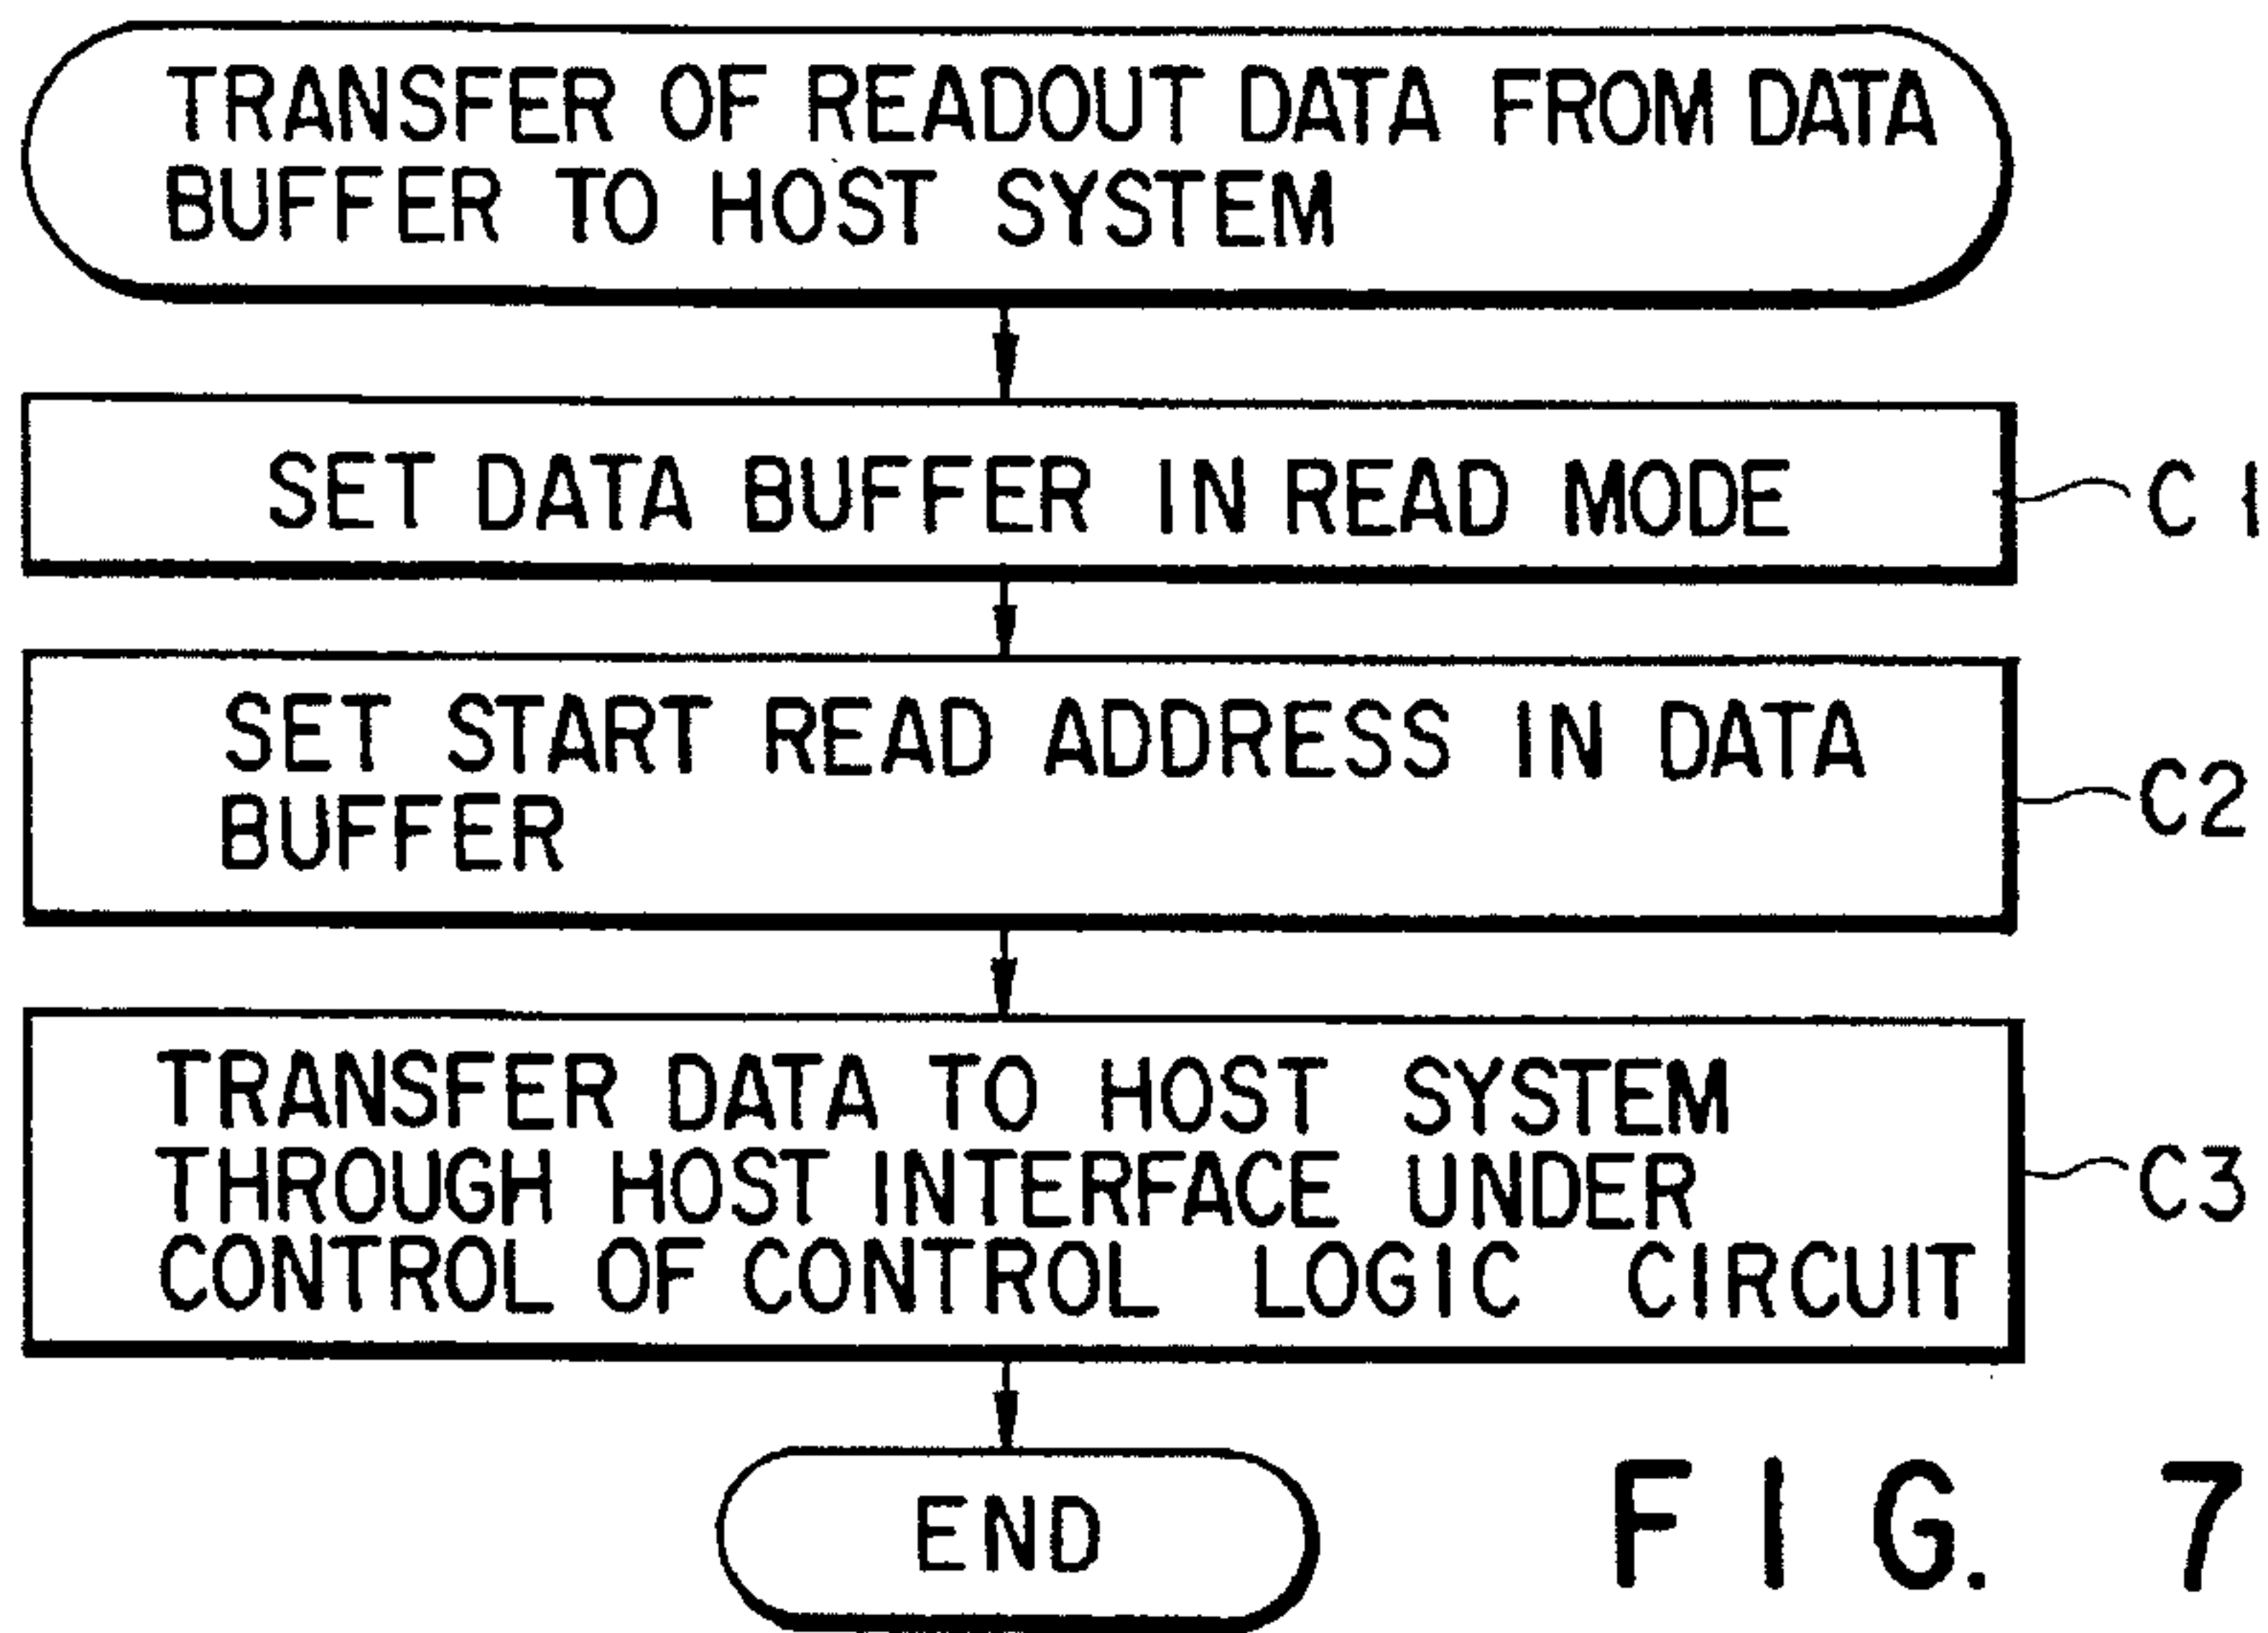 TRANSFER OF READOUT DATA FROM DATA
BUFFER TO HOST SYSTEM
SET DATA BUFFER IN READ MODE
C1
SET START READ ADDRESS IN DATA
BUFFER
C2
TRANSFER DATA TO HOST SYSTEM
THROUGH HOST INTERFACE UNDER
CONTROL OF CONTROL LOGIC CIRCUIT
C3
END
FIG. 7